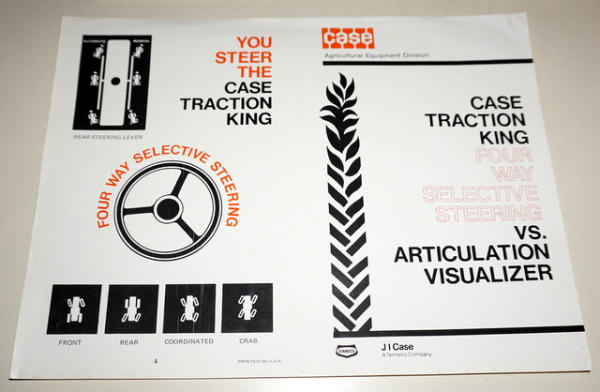 AUTOMATIC MANUAL
REAR STEERING LEVER
YOU
STEER
THE
CASE
TRACTION
KING
FOUR WAY SELECTIVE STEERING
FRONT
REAR
COORDINATED
CRAB.
4
PRINTED IN U.S.A.
case
Agricultural Equipment Division
CASE
TRACTION
KING
FOUR
WAY
SELECTIVE
STEERING
VS.
ARTICULATION
VISUALIZER
TENNECO
J I Case
A Tenneco Company